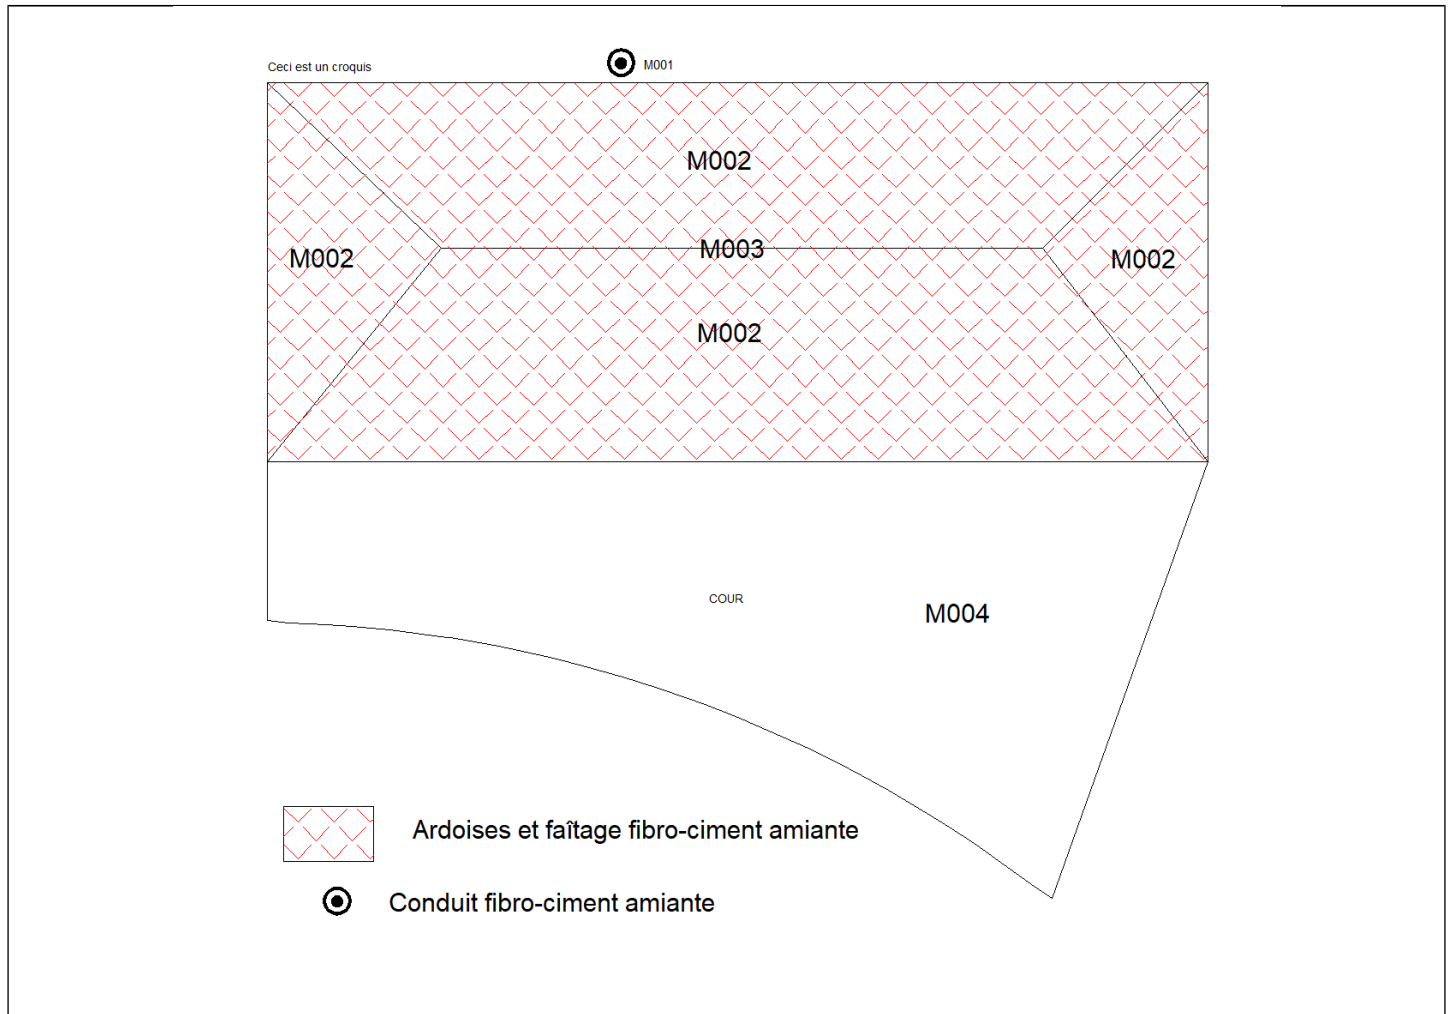 Ceci est un croquis
M001
M002
M003
M002
M002
M002
COUR
M004
Ardoises et faîtage fibro-ciment amiante
Conduit fibro-ciment amiante